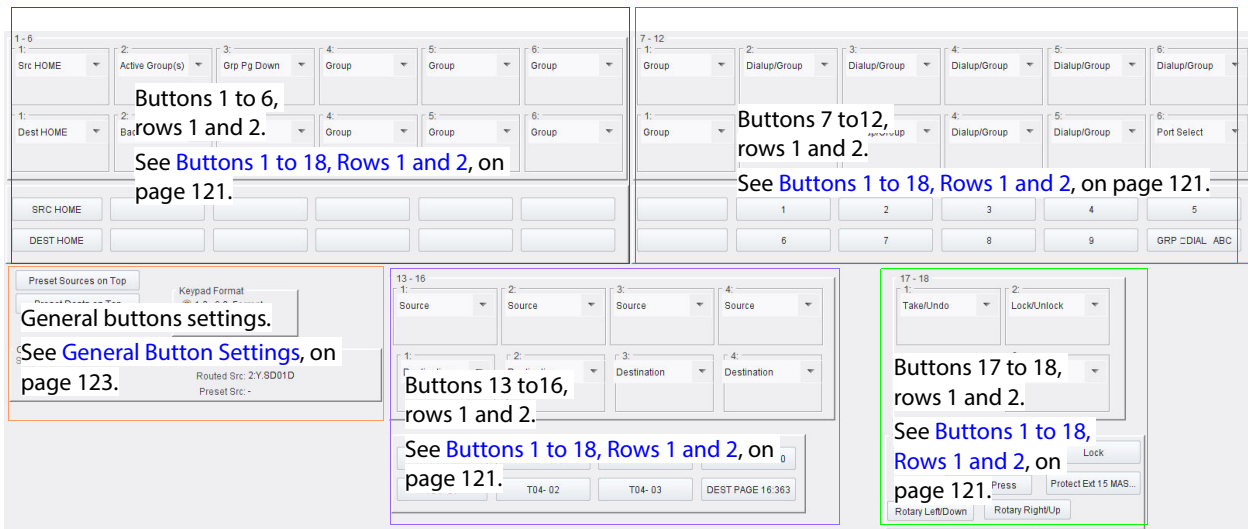 1 - 6
1: 2: 3: 4: 5: 6:
Src HOME Active Group(s) Grp Pg Down Group Group Group
1: 2: 4: 5: 6:
Dest HOME Group Group Group
Buttons 1 to 6,
rows 1 and 2.
See Buttons 1 to 18, Rows 1 and 2, on
page 121.
SRC HOME
DEST HOME
7 - 12
1: 2: 3: 4: 5: 6:
Group Dialup/Group Dialup/Group Dialup/Group Dialup/Group Dialup/Group
1: 4: 5: 6:
Group Dialup/Group Dialup/Group Port Select
Buttons 7 to12,
rows 1 and 2.
See Buttons 1 to 18, Rows 1 and 2, on page 121.
1 2 3 4 5
6 7 8 9 GRP DIAL ABC
Preset Sources on Top
Keypad Format
General buttons settings.
See General Button Settings, on
page 123.
Routed Src: 2:Y.SD01D
Preset Src: -
13 - 16
1: 2: 3: 4:
Source Source Source Source
1: 2: 3: 4:
Destination Destination
Buttons 13 to16,
rows 1 and 2.
See Buttons 1 to 18, Rows 1 and 2, on
page 121.
T04- 02 T04- 03 DEST PAGE 16:363
17 - 18
1: 2:
Take/Undo Lock/Unlock
Buttons 17 to 18,
rows 1 and 2.
See Buttons 1 to 18,
Rows 1 and 2, on
page 121.
Lock
Press Protect Ext 15 MAS...
Rotary Left/Down Rotary Right/Up